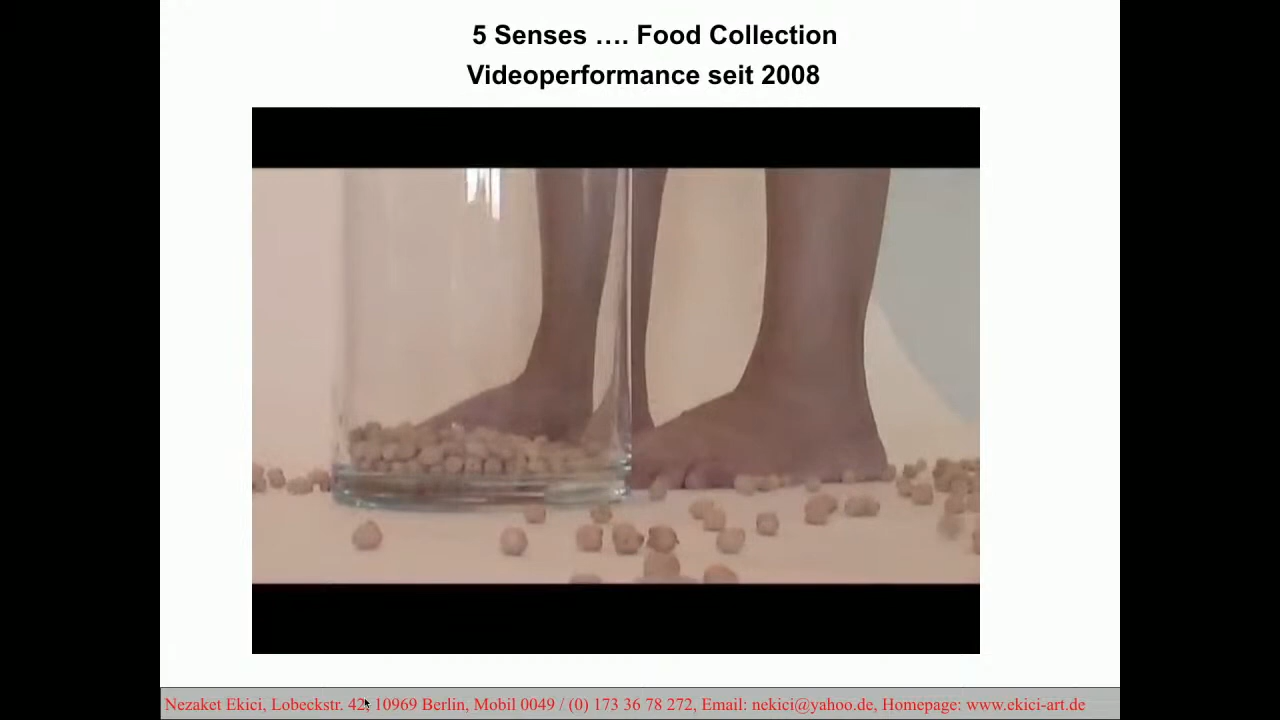 5 Senses …. Food Collection
Videoperformance seit 2008
Nezaket Ekici, Lobeckstr. 42, 10969 Berlin, Mobil 0049 / (0) 173 36 78 272, Email: nekici@yahoo.de, Homepage: www.ekici-art.de